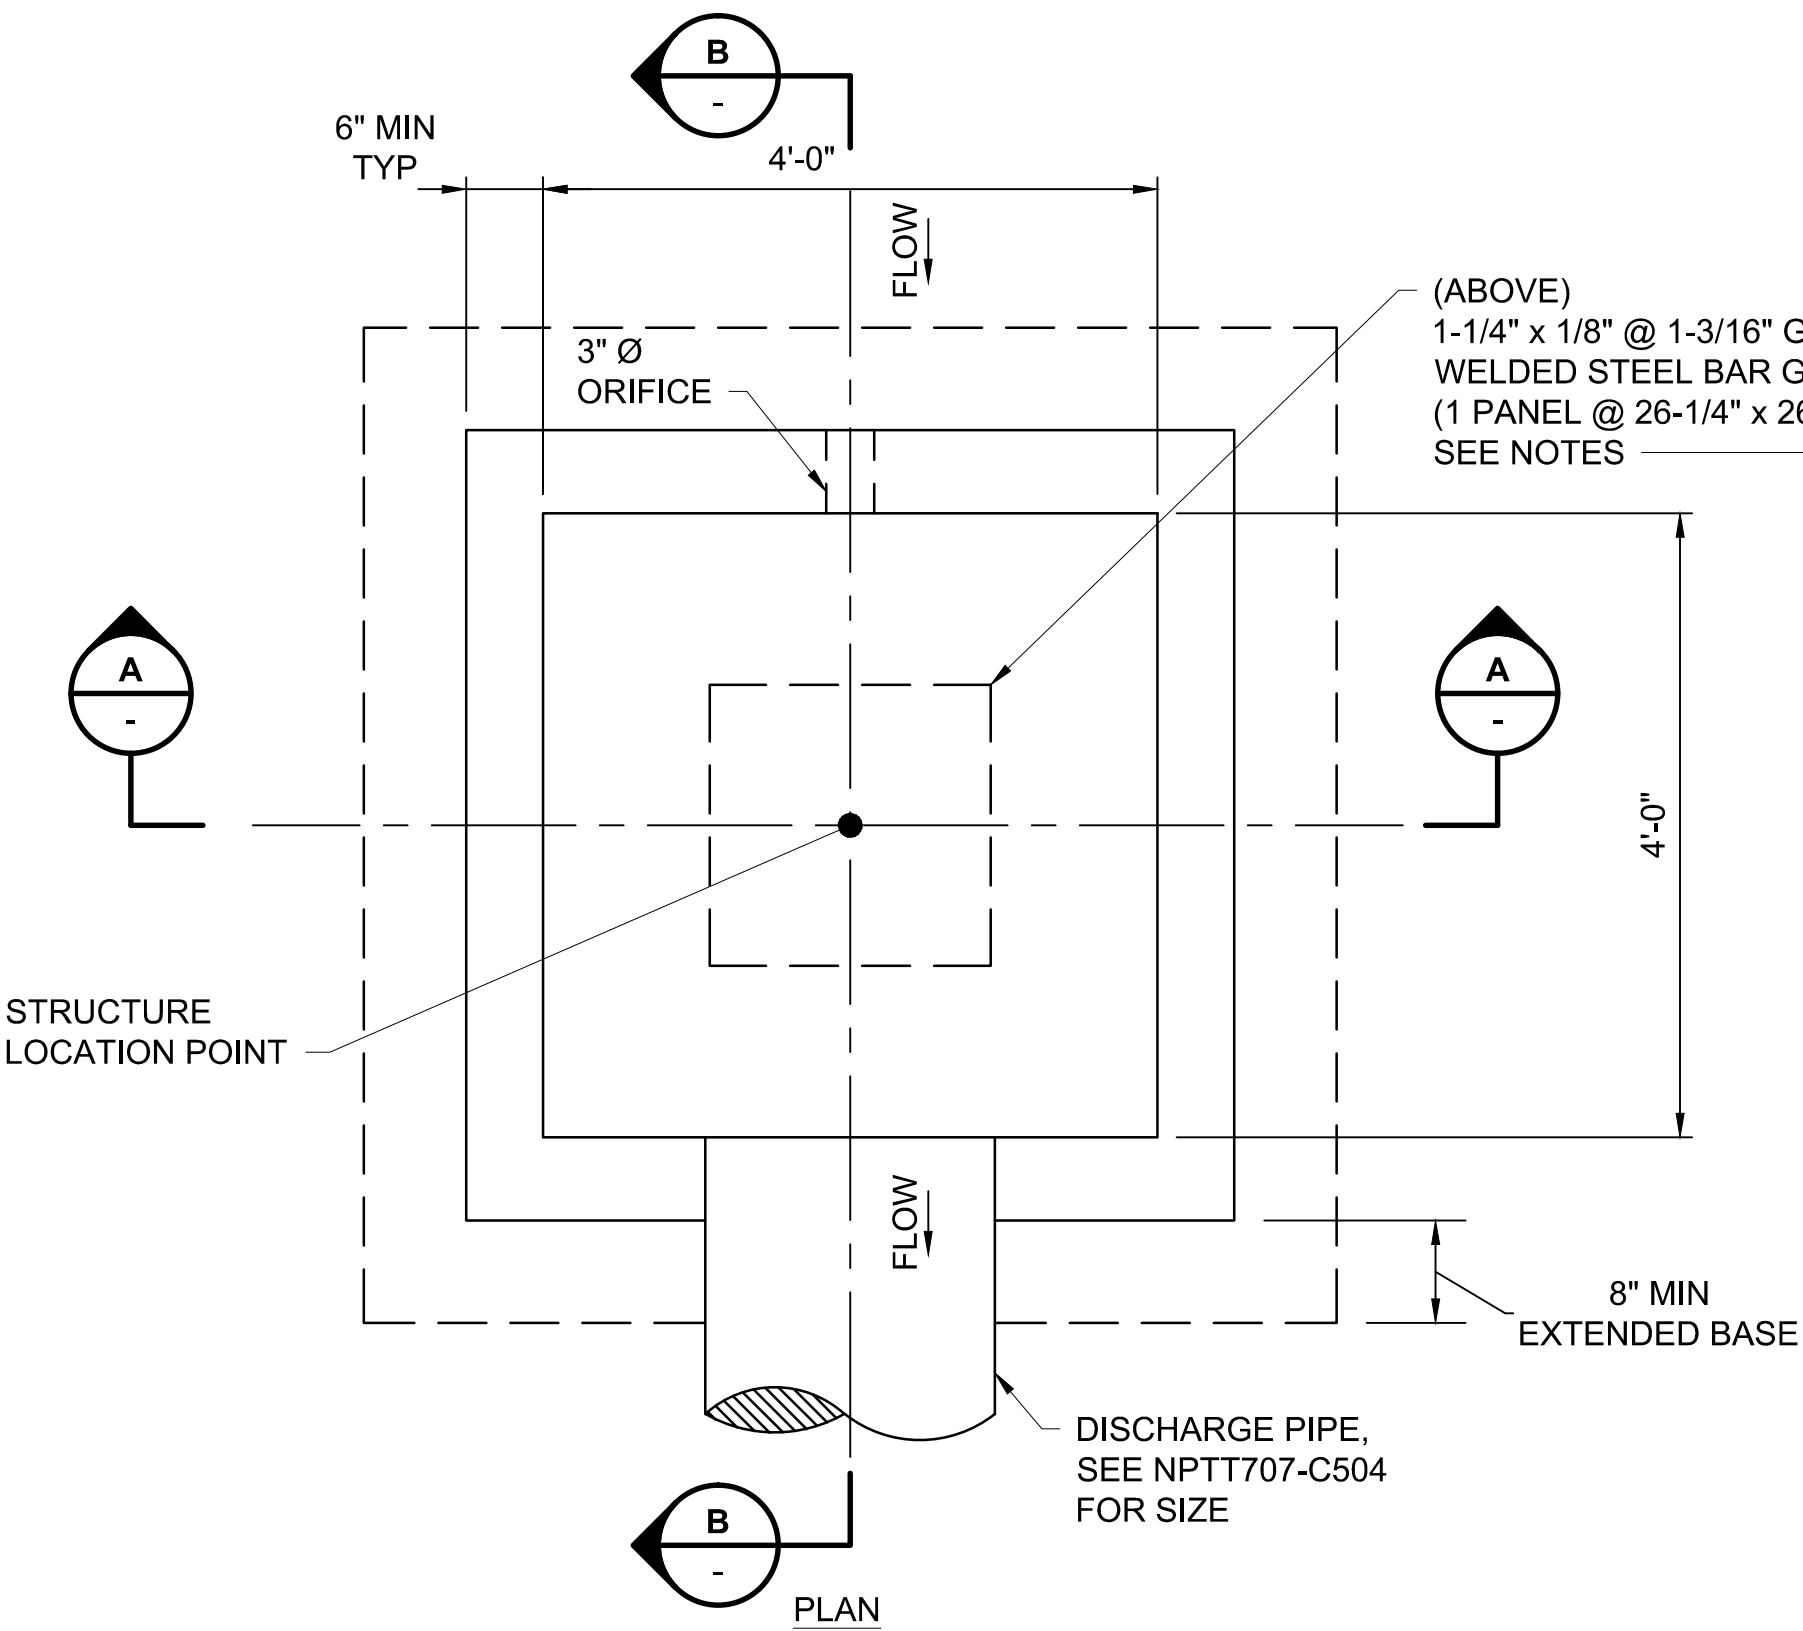 B
-
6" MIN
TYP
4'-0"
FLOW
(ABOVE)
1-1/4" x 1/8" @ 1-3/16"
WELDED STEEL BAR
(1 PANEL @ 26-1/4" x
SEE NOTES
3" Ø
ORIFICE
A
-
A
-
4'-0"
STRUCTURE
LOCATION POINT
FLOW
8" MIN
EXTENDED BASE
DISCHARGE PIPE,
SEE NPTT707-C504
FOR SIZE
B
-
PLAN